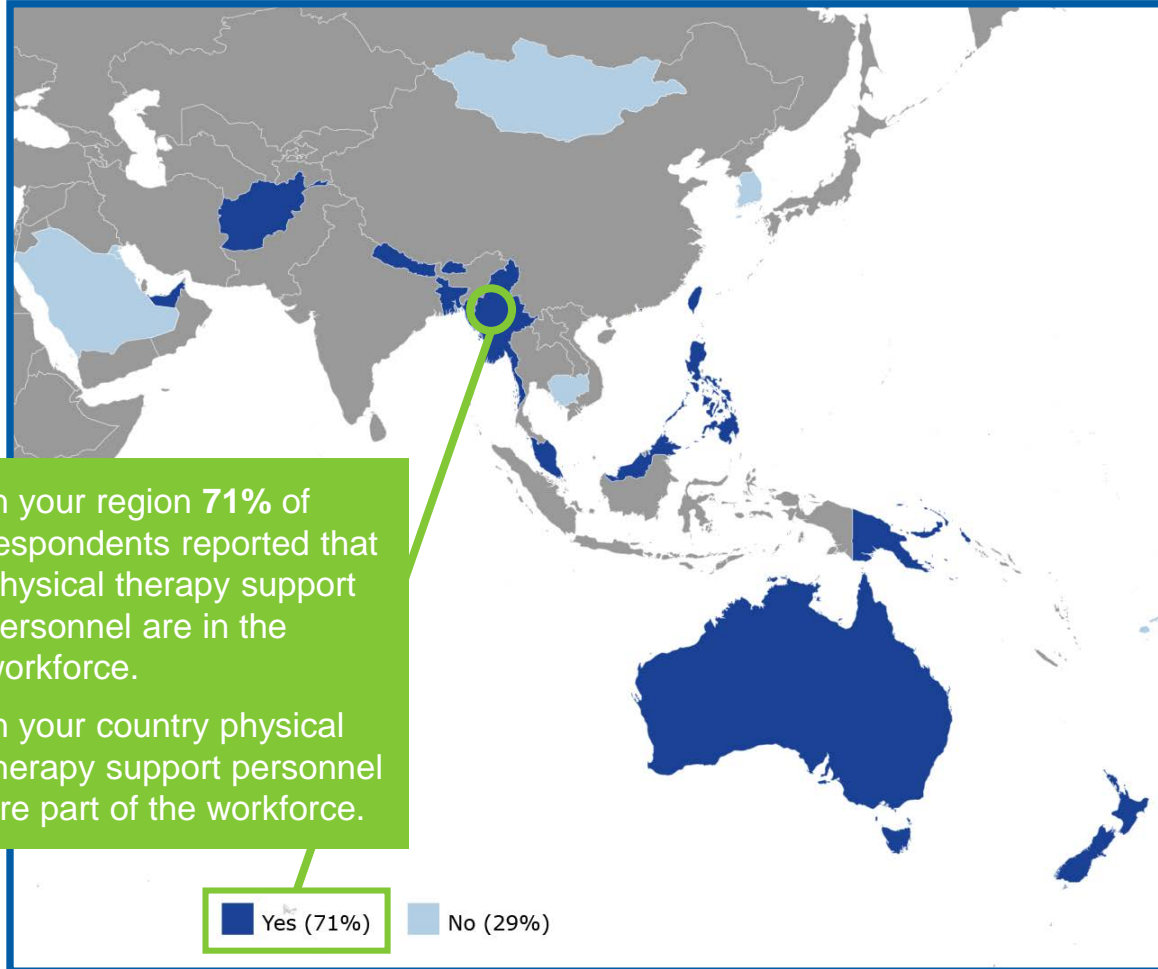 n your region 71% of
espondents reported that
hysical therapy support
ersonnel are in the
workforce.
n your country physical
herapy support personnel
re part of the workforce.
Yes (71%) No (29%)